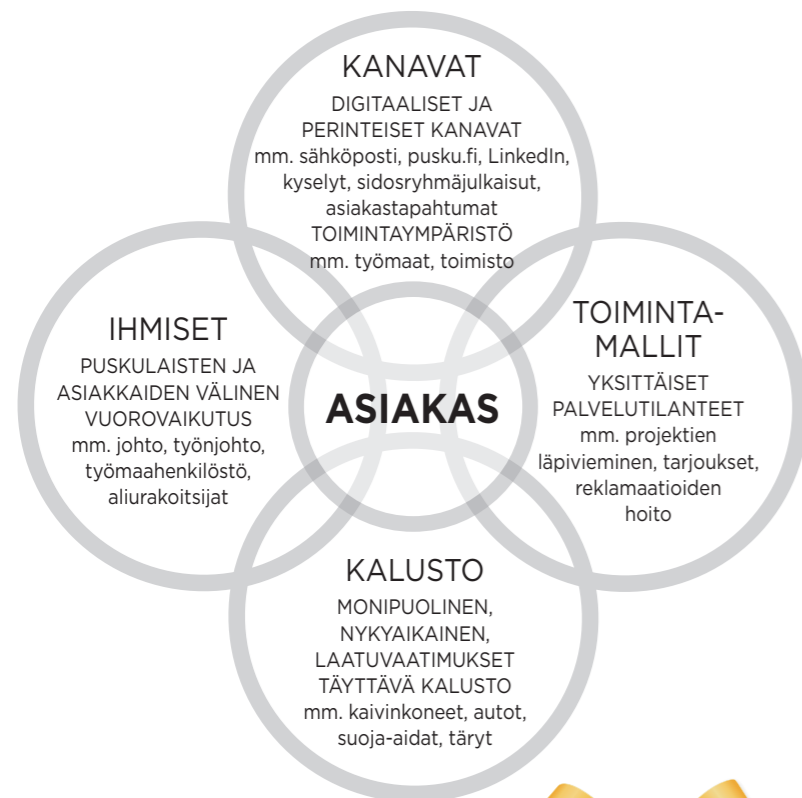 KANAVAT
DIGITAALISET JA
PERINTEISET KANAVAT
mm. sähköposti, pusku.fi, LinkedIn,
kyselyt, sidosryhmäjulkaisut,
asiakastapahtumat
TOIMINTAYMPÄRISTÖ
mm. työmaat, toimisto
IHMISET
PUSKULAISTEN JA
ASIAKKAIDEN VÄLINEN
VUOROVAIKUTUS
mm. johto, työnjohto,
työmaahenkilöstö,
aliurakoitsijat
ASIAKAS
TOIMINTA-
MALLIT
YKSITTÄISET
PALVELUTILANTEET
mm. projektien
läpivieminen, tarjoukset,
reklamaatioiden
hoito
KALUSTO
MONIPUOLINEN,
NYKYAIKAINEN,
LAATUVAATIMUKSET
TÄYTTÄVÄ KALUSTO
mm. kaivinkoneet, autot,
suoja-aidat, täryt